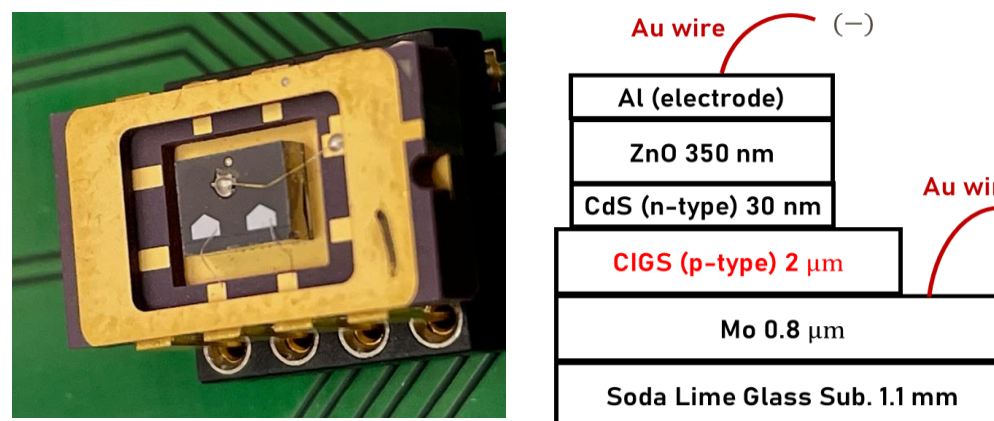 Au wire
(−)
Al (electrode)
ZnO 350 nm
CdS (n-type) 30 nm
Au wi
CIGS (p-type) 2 μm
Mo 0.8 μm
Soda Lime Glass Sub. 1.1 mm